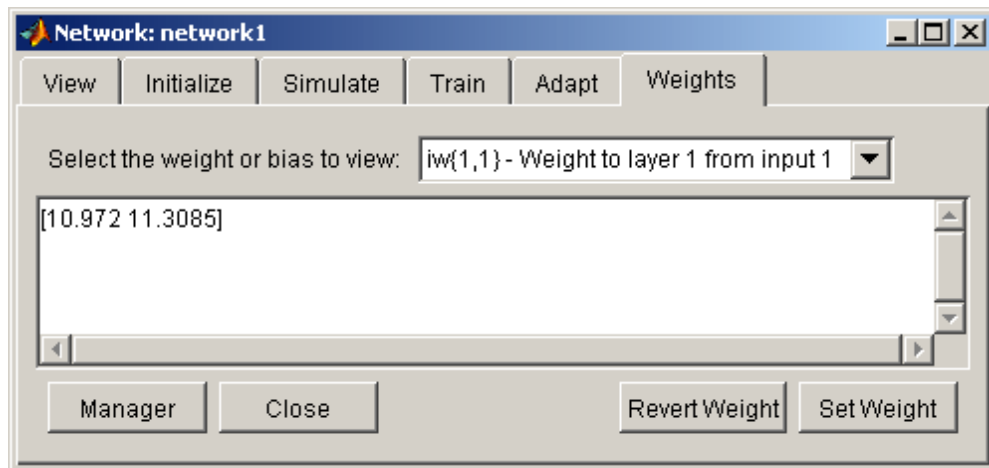 Network: network1
View Initialize Simulate Train Adapt Weights
Select the weight or bias to view: iw{1,1} - Weight to layer 1 from input 1
[10.972 11.3085]
Manager Close Revert Weight Set Weight